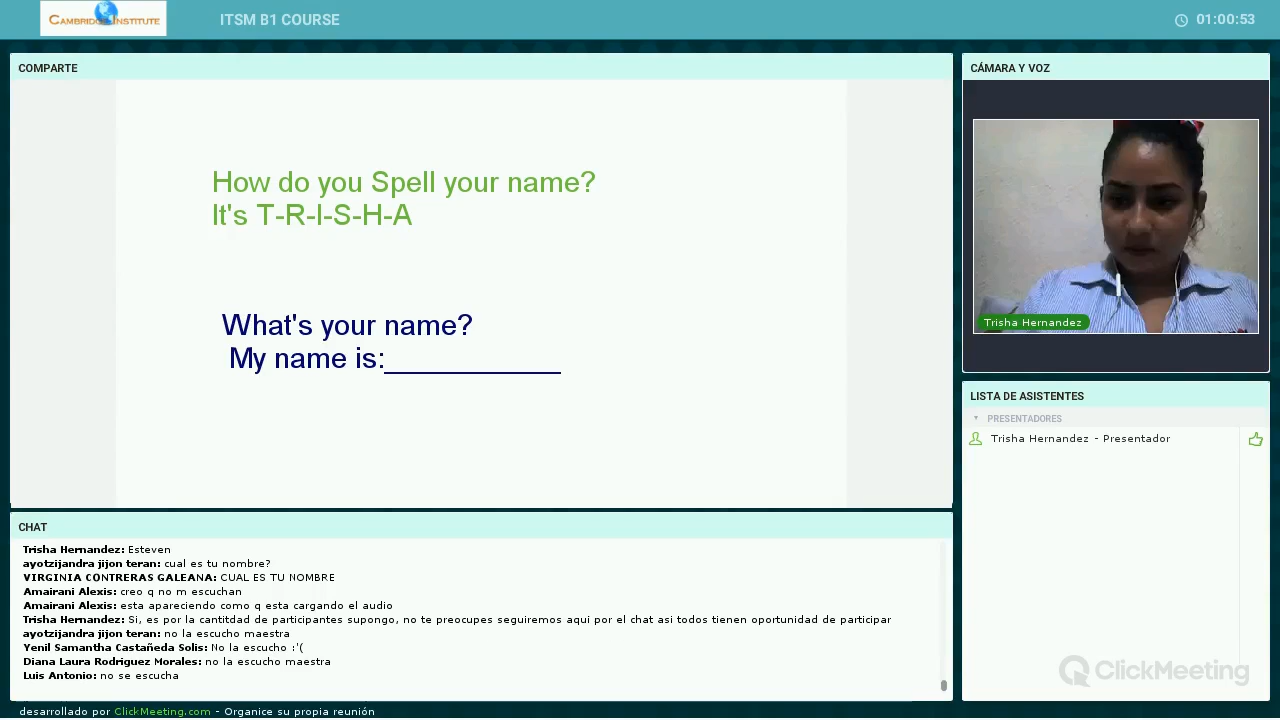 CAMBRIDGE INSTITUTE
ITSM B1 COURSE
01:00:53
COMPARTE
How do you Spell your name?
It's T-R-I-S-H-A
What's your name?
My name is:___________
CÁMARA Y VOZ
Trisha Hernandez
LISTA DE ASISTENTES
PRESENTADORES
Trisha Hernandez - Presentador
ClickMeeting
CHAT
Trisha Hernandez: Esteven
ayotzijandra jijon teran: cual es tu nombre?
VIRGINIA CONTRERAS GALEANA: CUAL ES TU NOMBRE
Amairani Alexis: creo q no m escuchan
Amairani Alexis: esta apareciendo como q esta cargando el audio
Trisha Hernandez: Si, es por la cantitdad de participantes supongo, no te preocupes seguiremos aqui por el chat asi todos tienen oportunidad de participar
ayotzijandra jijon teran: no la escucho maestra
Yenil Samantha Castañeda Solis: No la escucho :'(
Diana Laura Rodriguez Morales: no la escucho maestra
Luis Antonio: no se escucha
desarrollado por ClickMeeting.com - Organice su propia reunión